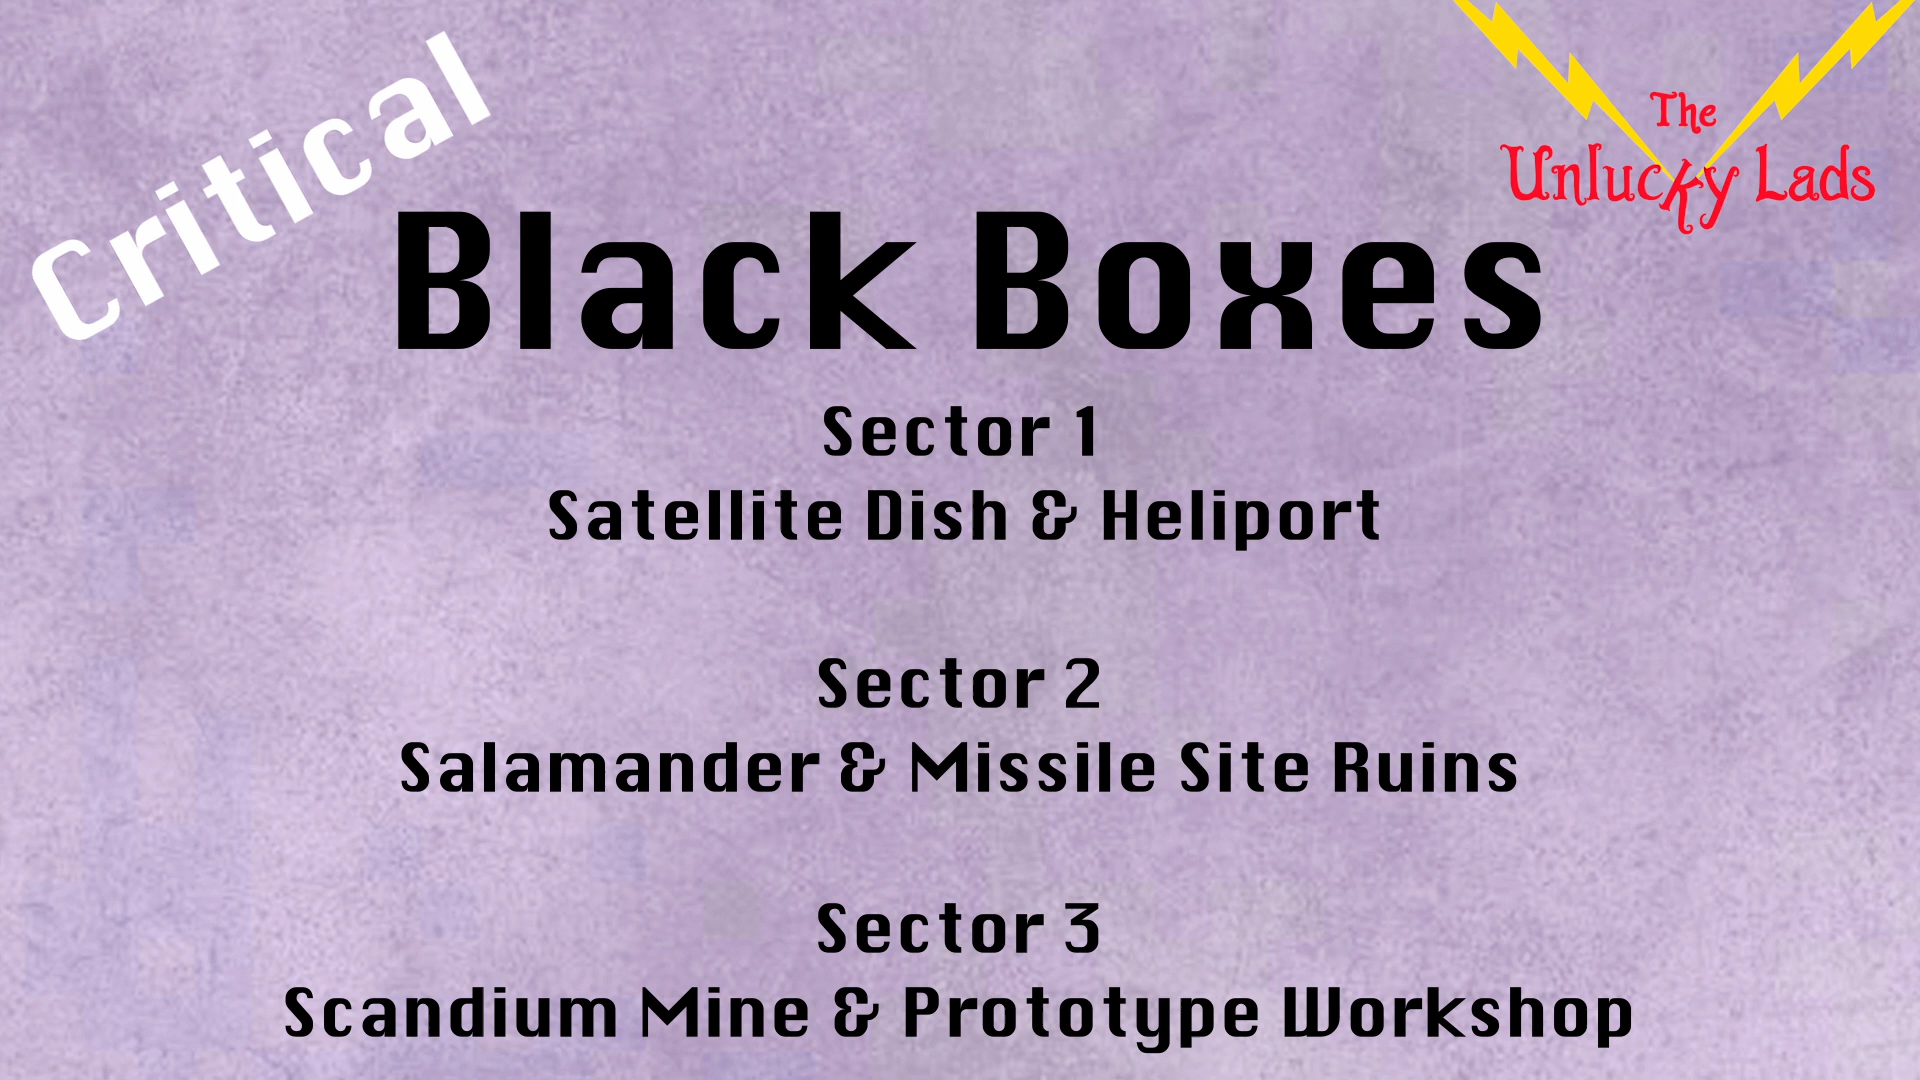 Critical
The
Unlucky Lads
Black Boxes
Sector 1
Satellite Dish & Heliport
Sector 2
Salamander & Missile Site Ruins
Sector 3
Scandium Mine & Prototype Workshop